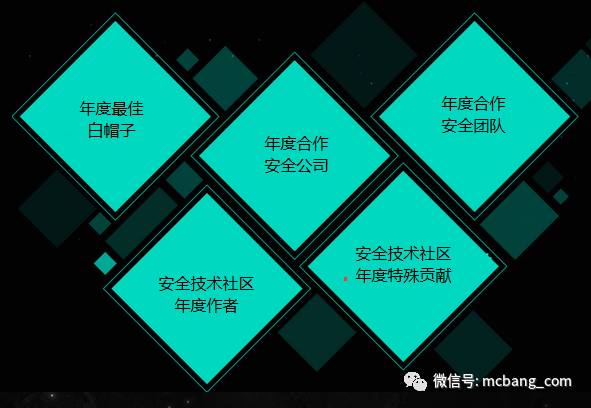 年度最佳
白帽子
年度合作
安全公司
年度合作
安全团队
安全技术社区
年度作者
安全技术社区
年度特殊贡献
微信号: mcbang_com